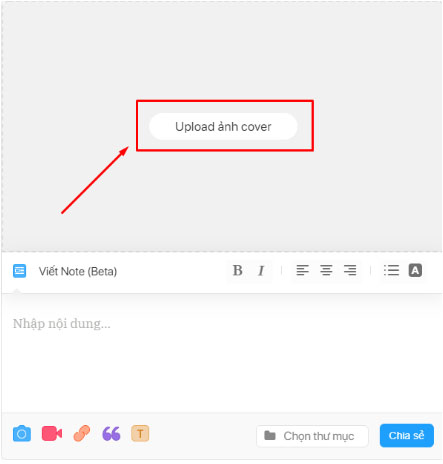 Upload ảnh cover
Viết Note (Beta)
B I A
Nhập nội dung...
T
Chọn thư mục
Chia sẻ